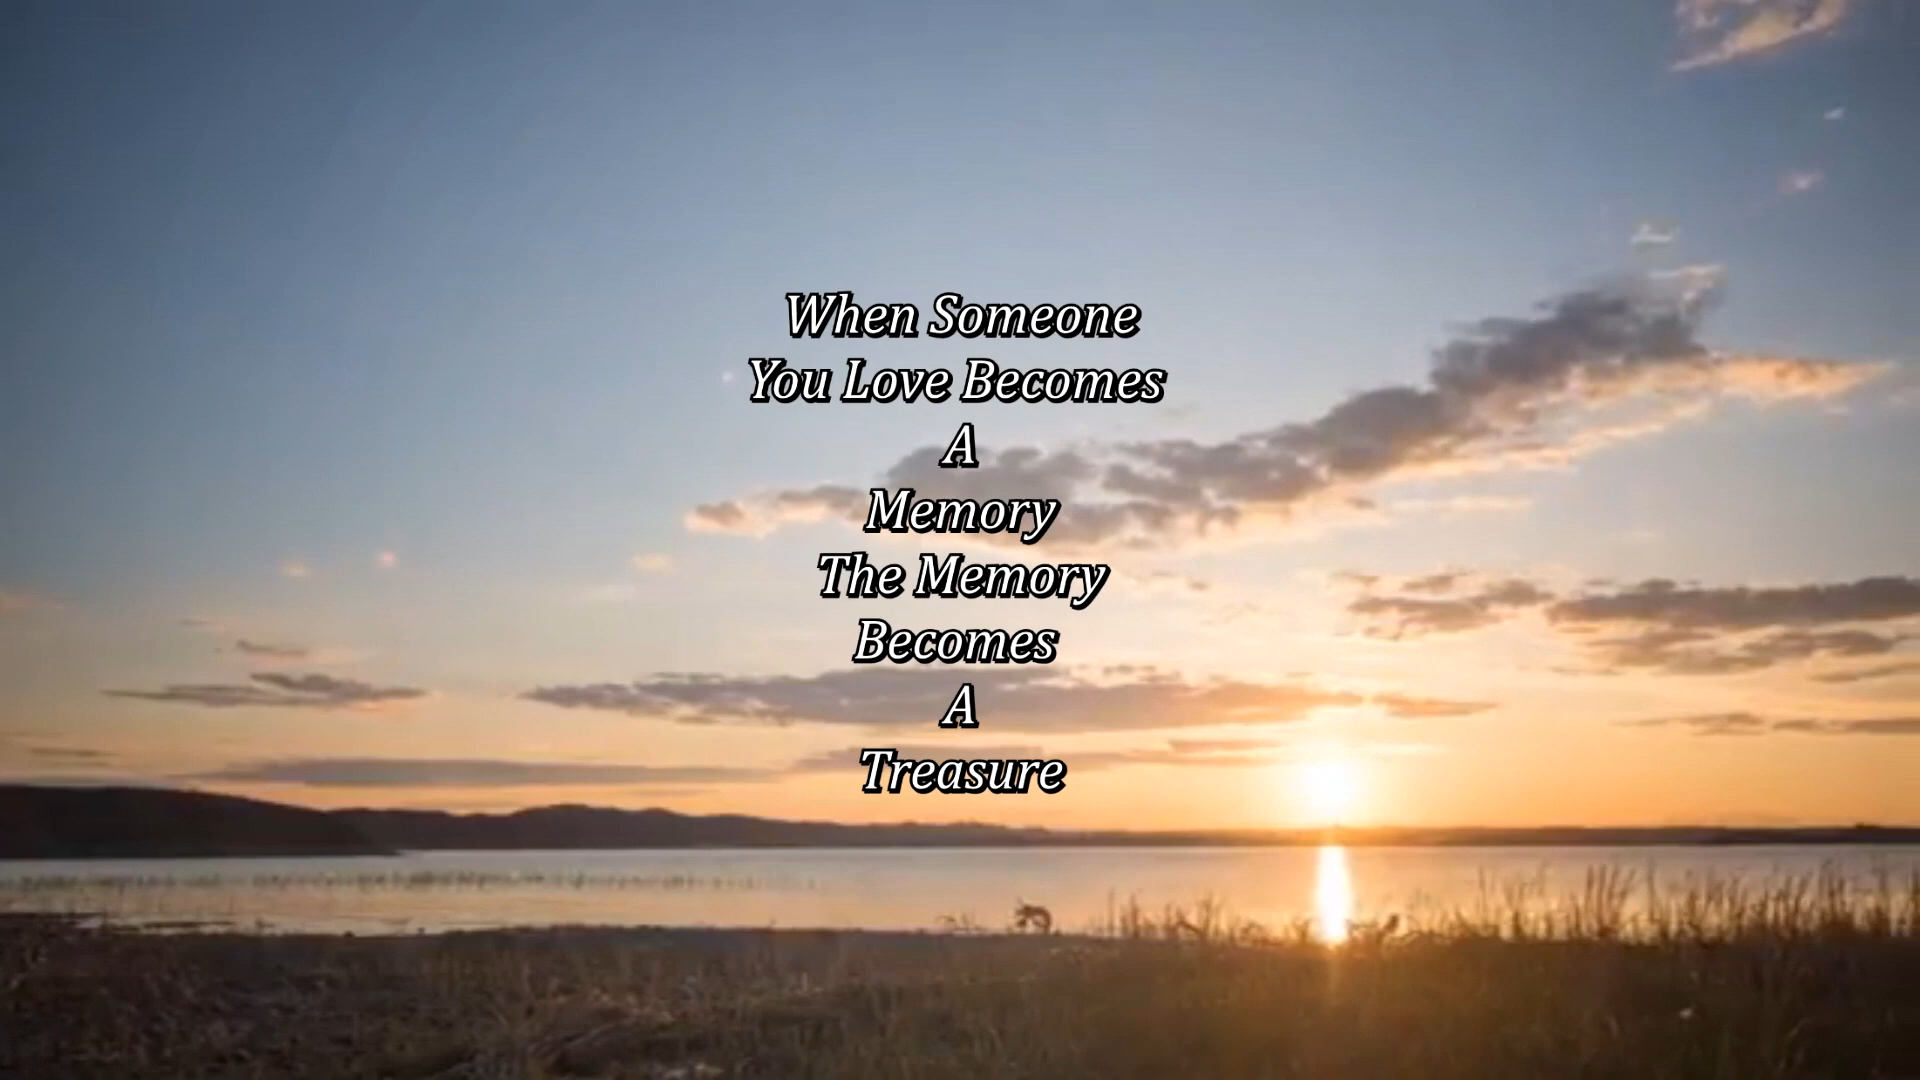 When Someone
You Love Becomes
A
Memory
The Memory
Becomes
A
Treasure